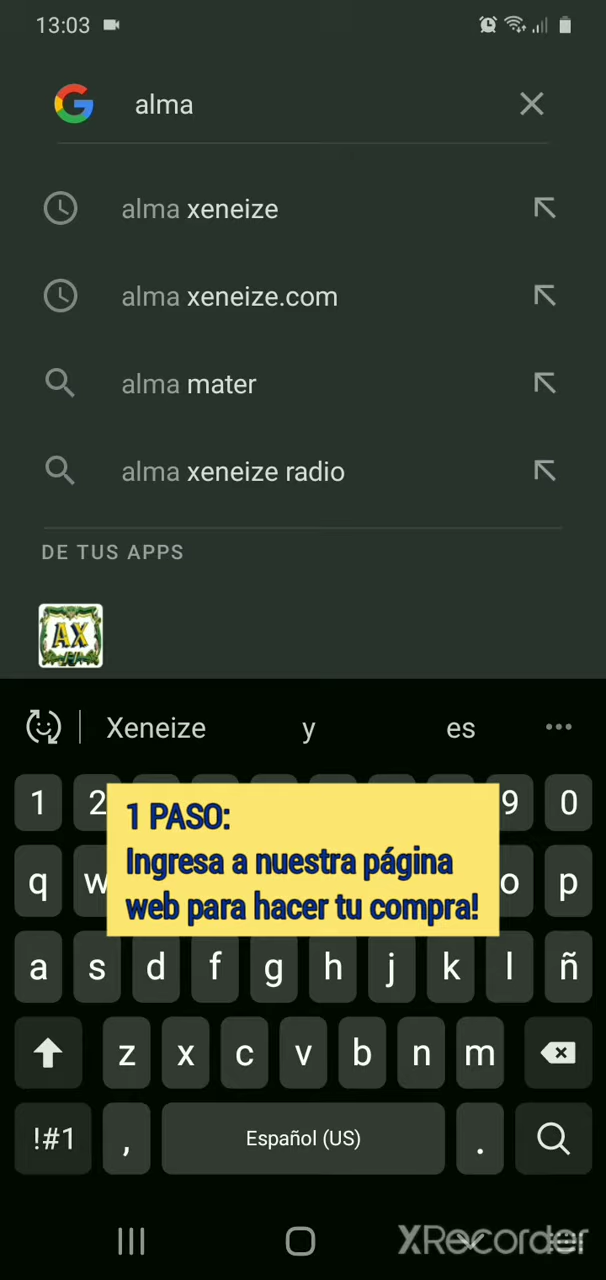 13:03
alma
alma xeneize
alma xeneize.com
alma mater
alma xeneize radio
DE TUS APPS
AX
Xeneize y es
1 2 9 0
1 PASO:
Ingresa a nuestra página
web para hacer tu compra!
q w o p
a s d f g h j k l ñ
z x c v b n m
!#1 , Español (US) .
XRecorder